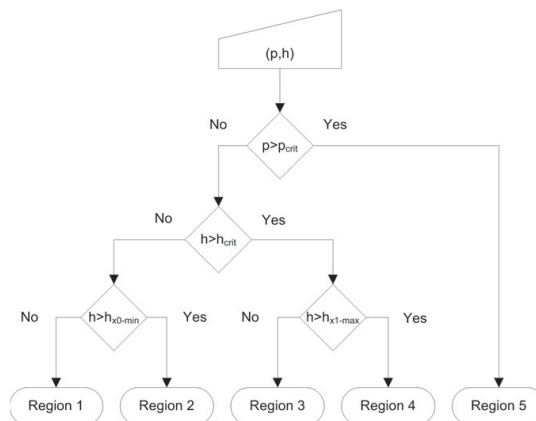 (p,h)
No Yes
p>pcrit
No Yes
h>hcrit
No h>hx0-min Yes No h>hx1-max Yes
Region 1 Region 2 Region 3 Region 4 Region 5